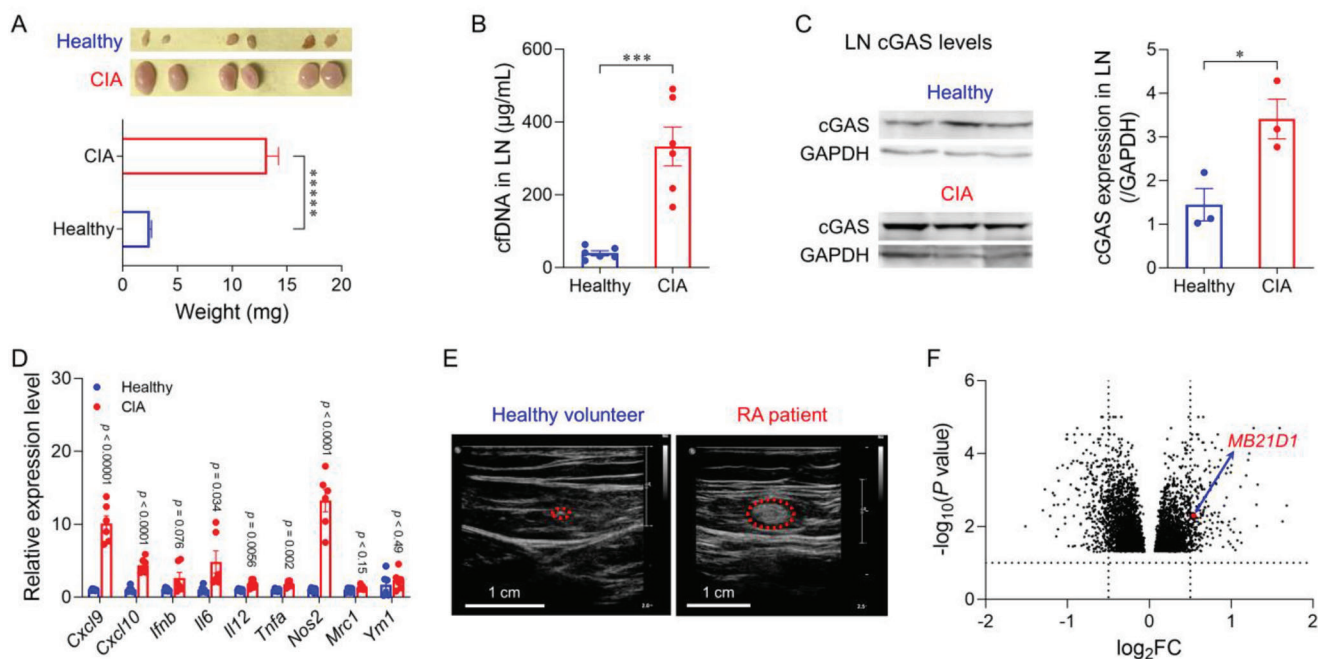 A
Healthy
CIA
CIA
Healthy
*****
0 5 10 15 20
Weight (mg)
B
cfDNA in LN (µg/mL)
600
400
200
0
***
Healthy CIA
C
LN cGAS levels
Healthy
cGAS
GAPDH
CIA
cGAS
GAPDH
cGAS expression in LN
(/GAPDH)
5
4
3
2
1
0
*
Healthy CIA
D
Relative expression level
30
20
10
0
Healthy
CIA
p < 0.00001
p < 0.0001
p = 0.076
p = 0.034
p = 0.0056
p = 0.002
p < 0.0001
p < 0.15
p < 0.49
Cxcl9 Cxcl10 Ifnb Il6 Il12 Tnfa Nos2 Mrc1 Ym1
E
Healthy volunteer
RA patient
1 cm
2.0
1 cm
2.0
F
-log10(P value)
6
4
2
0
MB21D1
-2 -1 0 1 2
log2FC